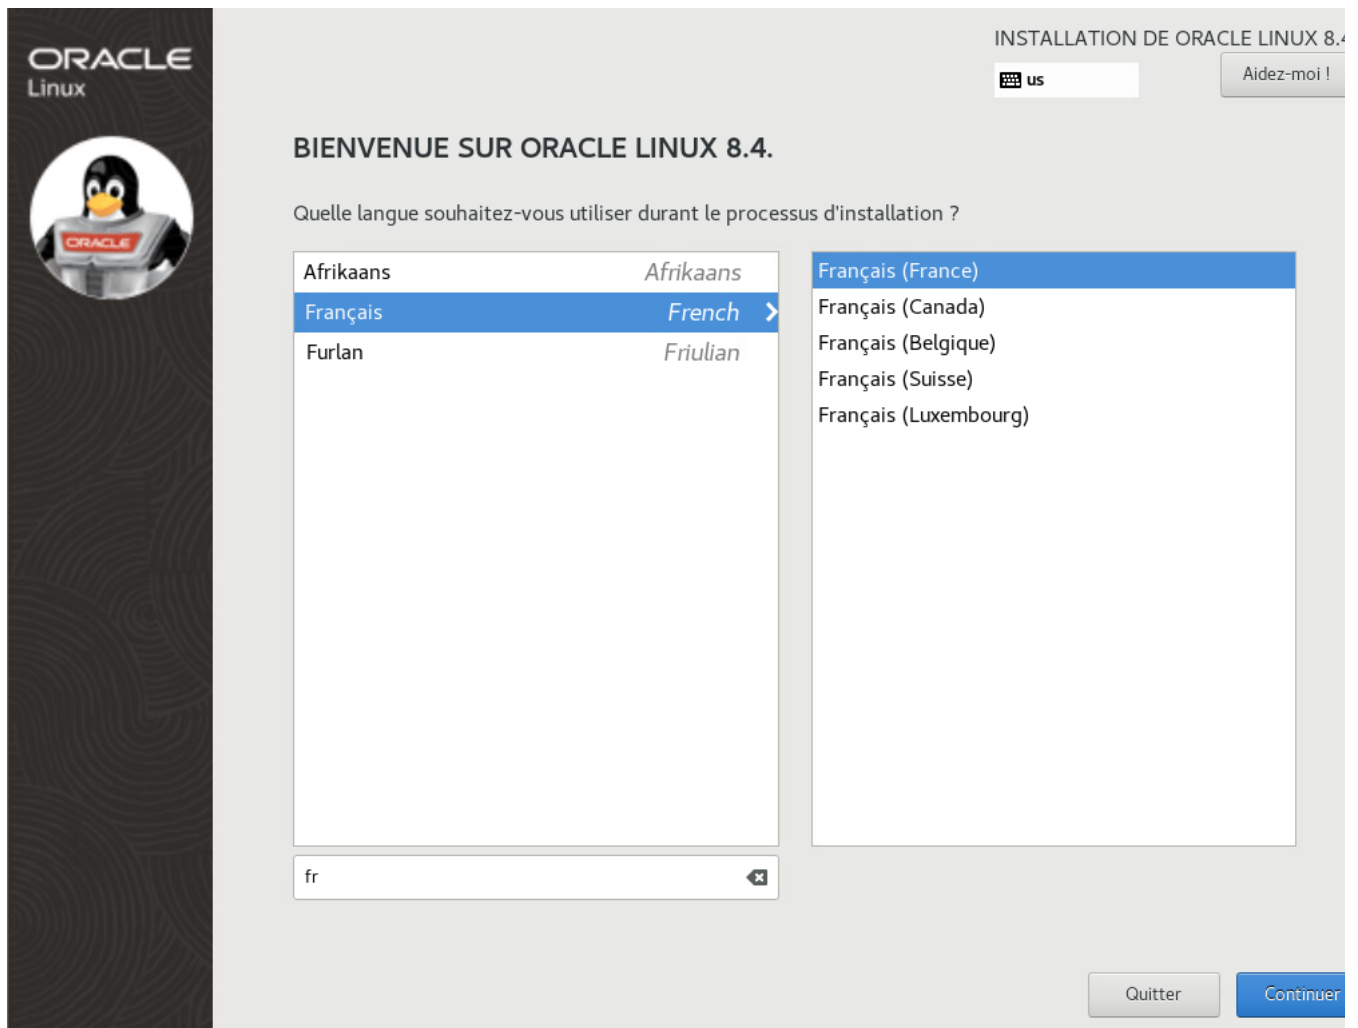 ORACLE
Linux
ORACLE
INSTALLATION DE ORACLE LINUX 8.4
us
Aidez-moi !
BIENVENUE SUR ORACLE LINUX 8.4.
Quelle langue souhaitez-vous utiliser durant le processus d'installation ?
Afrikaans Afrikaans
Français French
Furlan Friulian
Français (France)
Français (Canada)
Français (Belgique)
Français (Suisse)
Français (Luxembourg)
fr
Quitter
Continuer